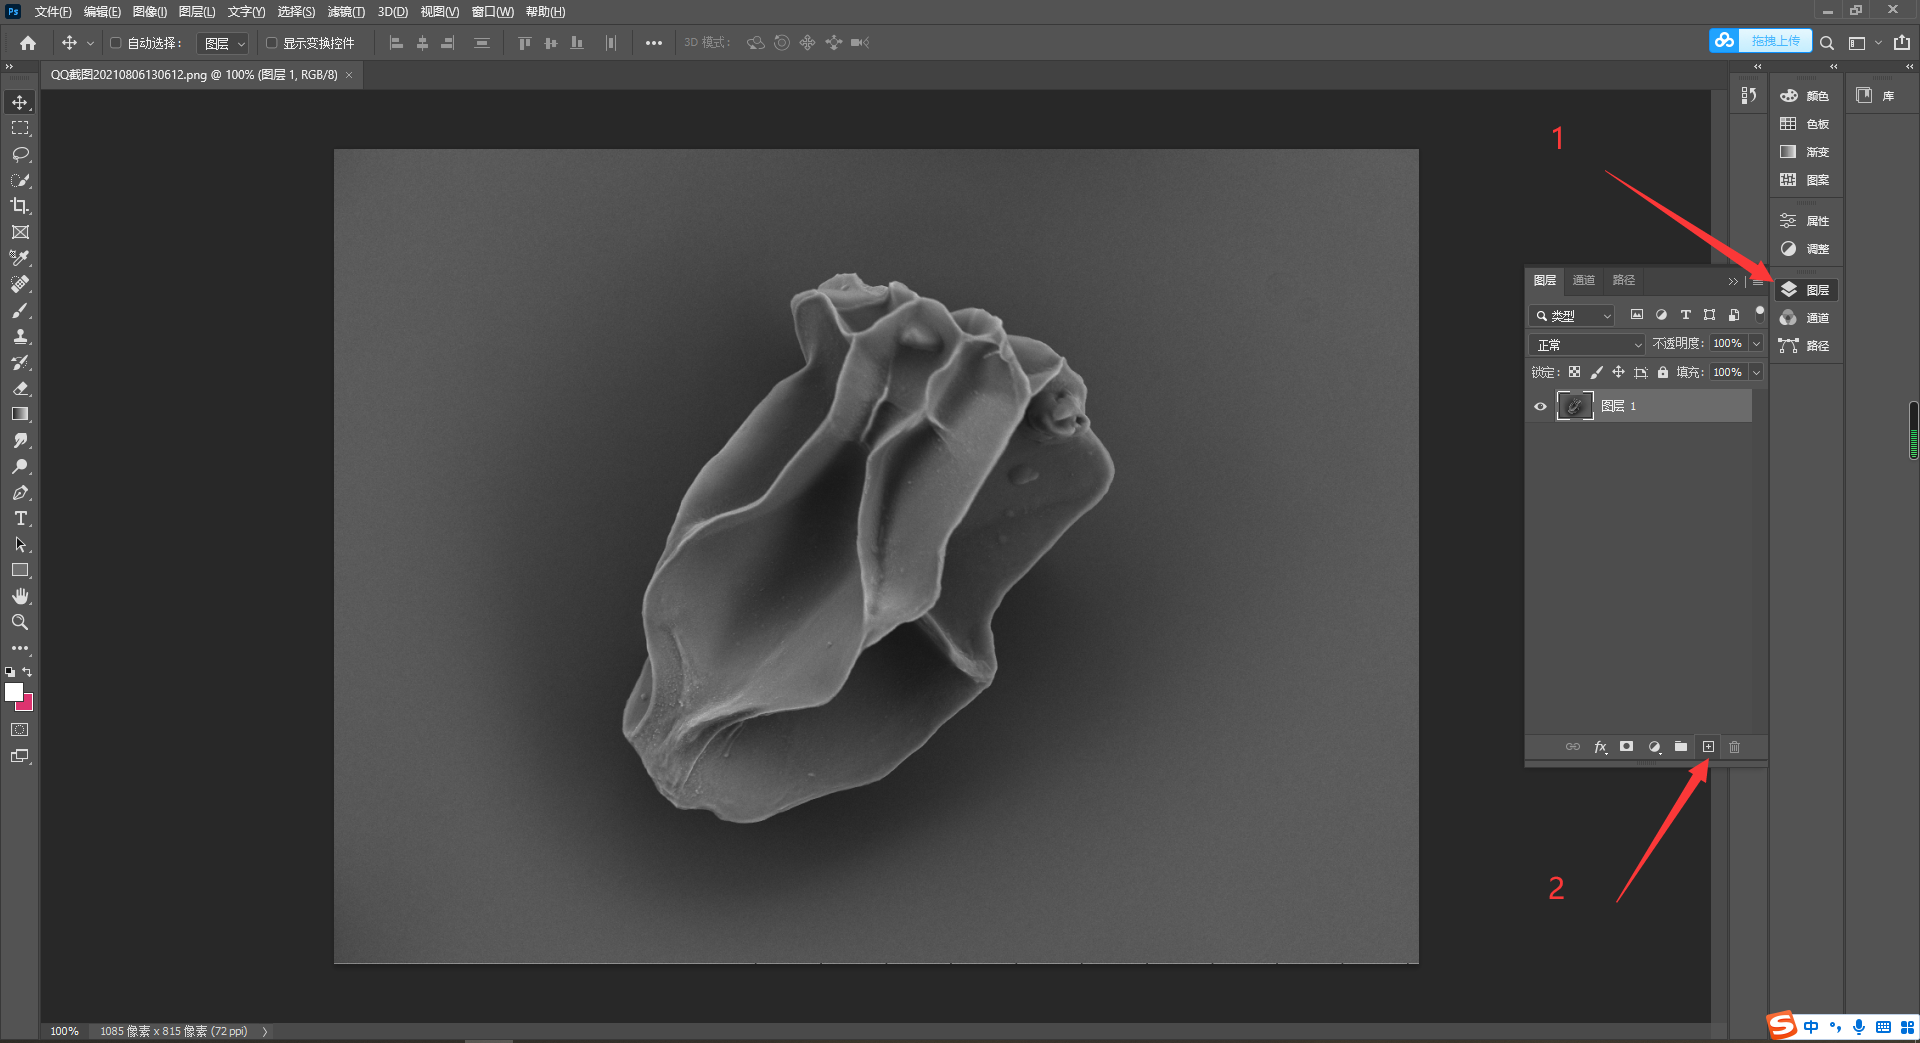 Ps 文件(F) 编辑(E) 图像(I) 图层(L) 文字(Y) 选择(S) 滤镜(T) 3D(D) 视图(V) 窗口(W) 帮助(H)
自动选择: 图层 显示变换控件 3D 模式: 拖拽上传
QQ截图20210806130612.png @ 100% (图层 1, RGB/8) ×
颜色
色板
渐变
图案
属性
调整
图层
通道
路径
库
1
图层 通道 路径
类型
正常 不透明度: 100%
锁定: 填充: 100%
图层 1
fx
2
T
100% 1085 像素 x 815 像素 (72 ppi)
S 中